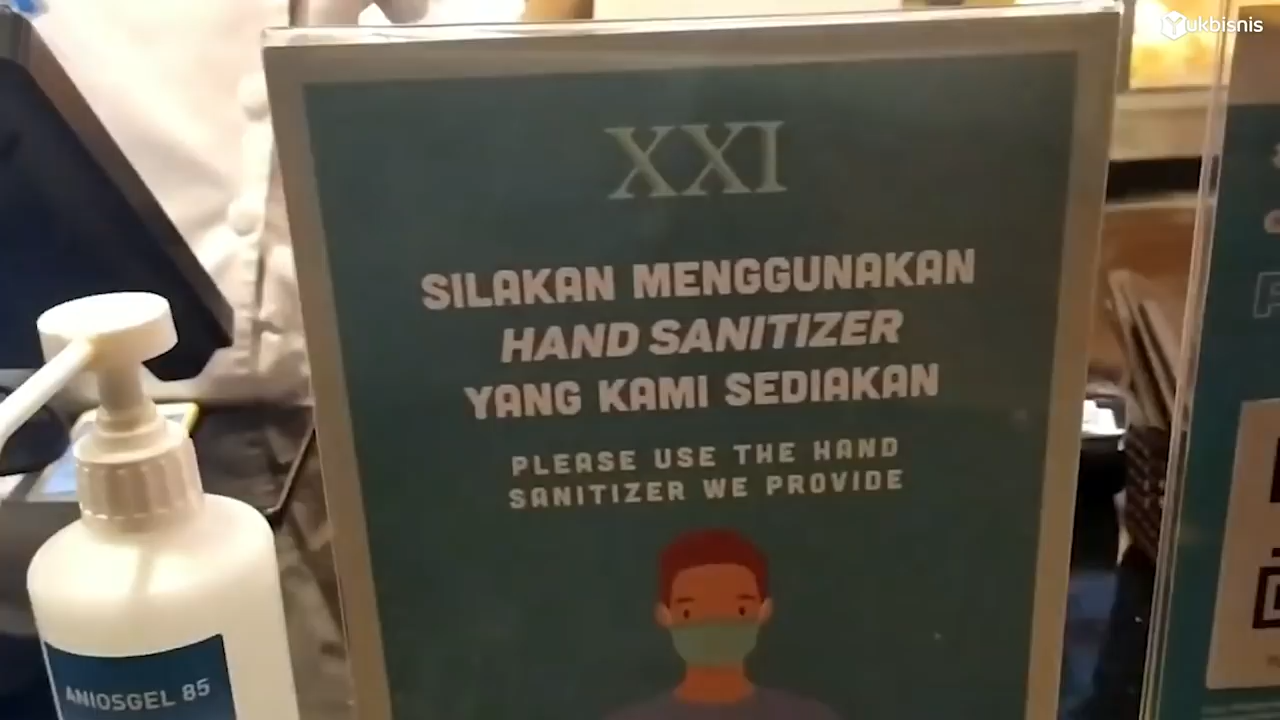 Yukbisnis
XXI
SILAKAN MENGGUNAKAN
HAND SANITIZER
YANG KAMI SEDIAKAN
PLEASE USE THE HAND
SANITIZER WE PROVIDE
ANIOSGEL 85